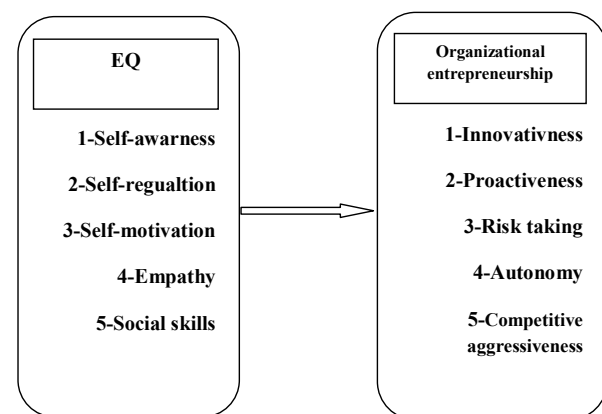 EQ
1-Self-awarness
2-Self-regualtion
3-Self-motivation
4-Empathy
5-Social skills
Organizational
entrepreneurship
1-Innovativness
2-Proactiveness
3-Risk taking
4-Autonomy
5-Competitive
aggressiveness